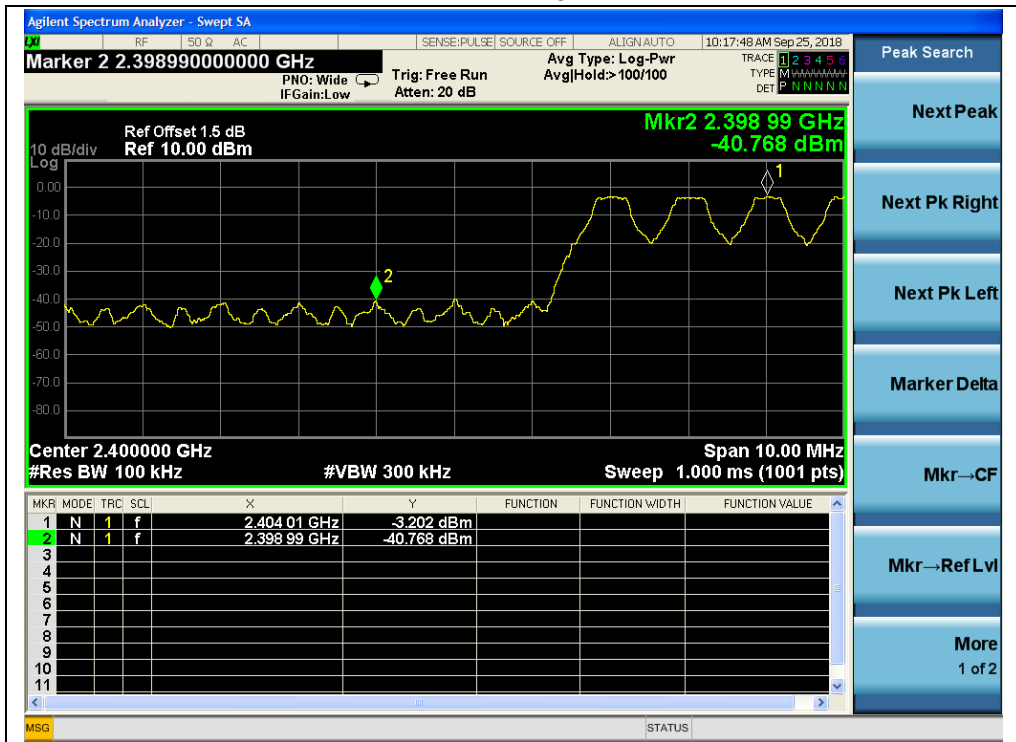 Agilent Spectrum Analyzer - Swept SA
LXI RF 50 Ω AC SENSE:PULSE SOURCE OFF ALIGN AUTO 10:17:48 AM Sep 25, 2018
Marker 2 2.398990000000 GHz
PNO: Wide
IFGain:Low
Trig: Free Run
Atten: 20 dB
Avg Type: Log-Pwr
Avg|Hold:>100/100
TRACE 1 2 3 4 5 6
TYPE M
DET P N N N N N
Mkr2 2.398 99 GHz
-40.768 dBm
Ref Offset 1.5 dB
10 dB/div Ref 10.00 dBm
Log
0.00
-10.0
-20.0
-30.0
-40.0
-50.0
-60.0
-70.0
-80.0
1
2
Center 2.400000 GHz Span 10.00 MHz
#Res BW 100 kHz #VBW 300 kHz Sweep 1.000 ms (1001 pts)
MKR MODE TRC SCL X Y FUNCTION FUNCTION WIDTH FUNCTION VALUE
1 N 1 f 2.404 01 GHz -3.202 dBm
2 N 1 f 2.398 99 GHz -40.768 dBm
3
4
5
6
7
8
9
10
11
MSG STATUS
Peak Search
Next Peak
Next Pk Right
Next Pk Left
Marker Delta
Mkr→CF
Mkr→Ref Lvl
More
1 of 2